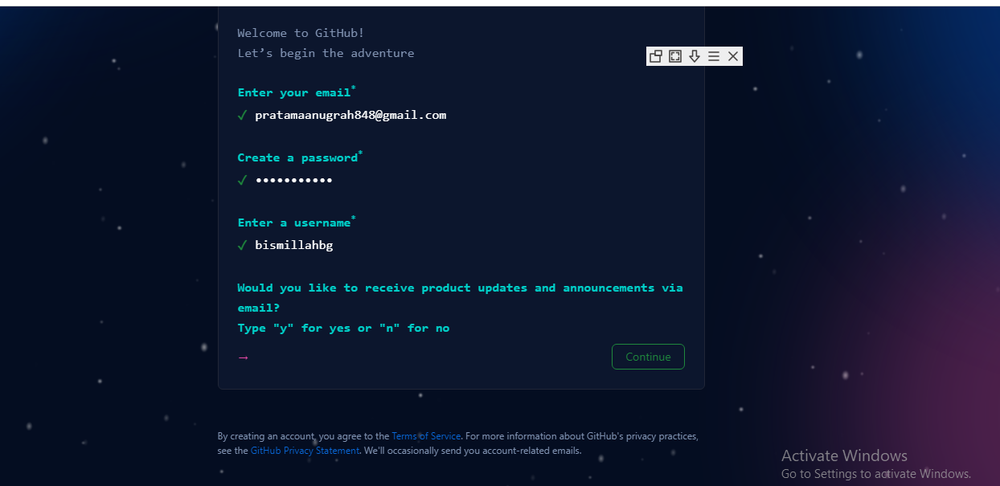 Welcome to GitHub!
Let’s begin the adventure
Enter your email*
✓ pratamaanugrah848@gmail.com
Create a password*
✓ •••••••••••
Enter a username*
✓ bismillahbg
Would you like to receive product updates and announcements via
email?
Type "y" for yes or "n" for no
→ Continue
By creating an account, you agree to the Terms of Service. For more information about GitHub's privacy practices,
see the GitHub Privacy Statement. We'll occasionally send you account-related emails.
Activate Windows
Go to Settings to activate Windows.